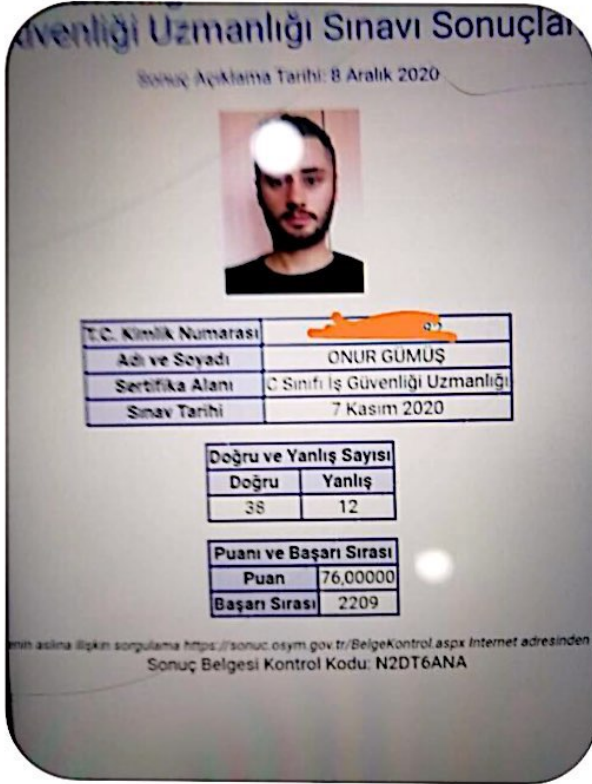 Güvenliği Uzmanlığı Sınavı Sonuçları
Sonuç Açıklama Tarihi: 8 Aralık 2020
T.C. Kimlik Numarası
Adı ve Soyadı ONUR GÜMÜŞ
Sertifika Alanı C Sınıfı İş Güvenliği Uzmanlığı
Sınav Tarihi 7 Kasım 2020
Doğru ve Yanlış Sayısı
Doğru Yanlış
38 12
Puanı ve Başarı Sırası
Puan 76,00000
Başarı Sırası 2209
enin aslına ilişkin sorgulama https://sonuc.osym.gov.tr/BelgeKontrol.aspx Internet adresinden
Sonuç Belgesi Kontrol Kodu: N2DT6ANA